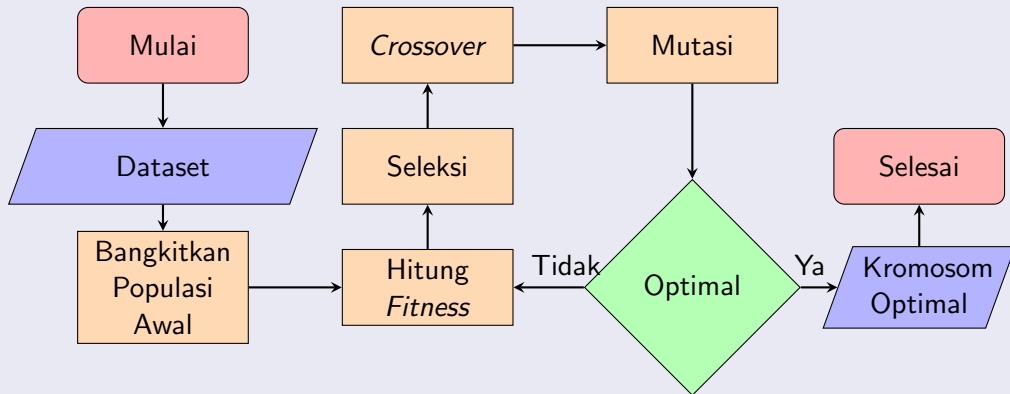 Mulai
Dataset
Bangkitkan
Populasi
Awal
Hitung
Fitness
Seleksi
Crossover
Mutasi
Optimal
Tidak
Ya
Kromosom
Optimal
Selesai